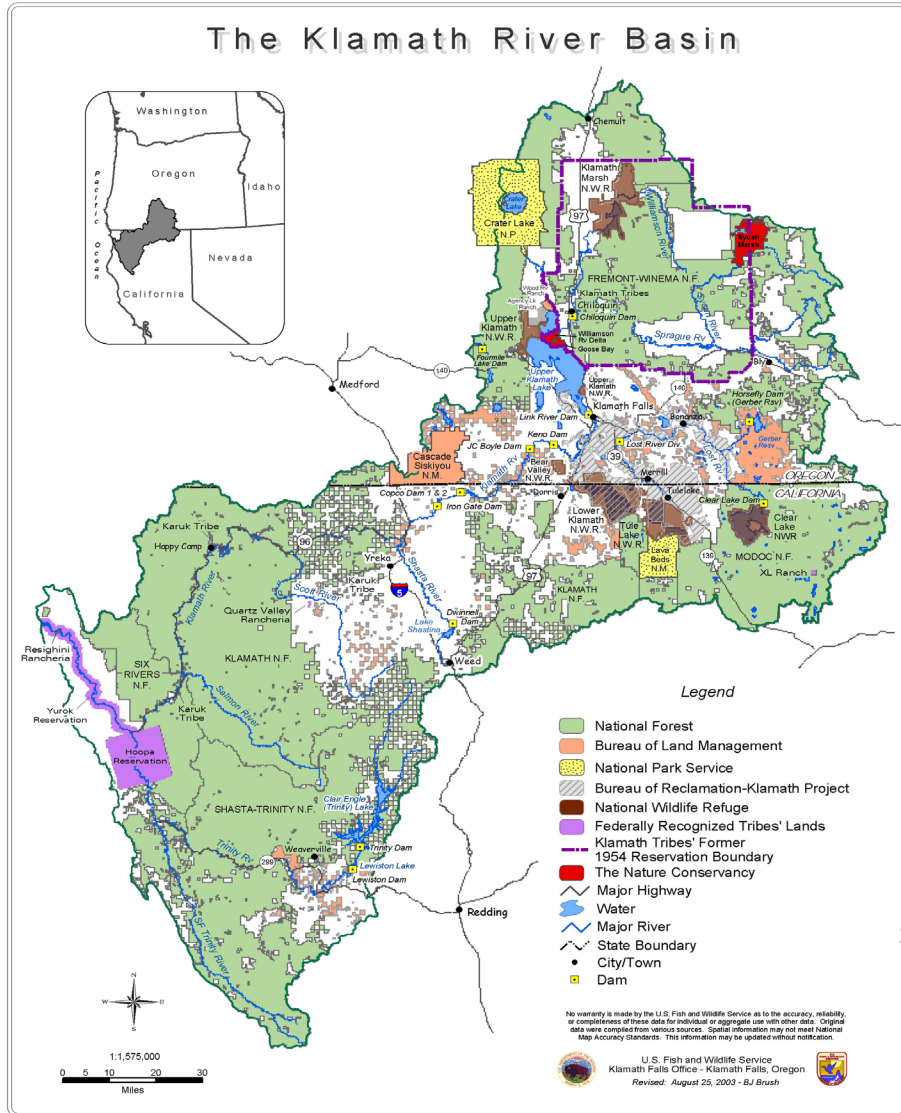 The Klamath River Basin
Washington
Oregon
Idaho
Nevada
California
Pacific
Ocean
Chemult
Klamath
Marsh
N.W.R.
97
Williamson River
Crater
Lake
Crater Lake
N.P.
Sycan
Marsh
FREMONT-WINEMA N.F.
Wood Rv
Ranch
Agency Lk
Ranch
Klamath Tribes
Chiloquin
Chiloquin Dam
Sycan River
Upper
Klamath
N.W.R.
Williamson
Rv Delta
Goose Bay
Sprague Rv
Fourmile
Lake Dam
Bly
140
Medford
Upper
Klamath
Lake
Upper
Klamath
N.W.R.
140
Horsefly Dam
(Gerber Rsv)
Link River Dam
Klamath Falls
Bonanza
Gerber
Resv
Keno Dam
JC Boyle Dam
Lost River Div.
Lost Rv
39
Cascade
Siskiyou
N.M.
Klamath Rv
Bear
Valley
N.W.R.
Merrill
OREGON
CALIFORNIA
Copco Dam 1 & 2
Dorris
Tulelake
Clear Lake Dam
Iron Gate Dam
Lower
Klamath
N.W.R.
Tule
Lake
N.W.R.
Clear
Lake
NWR
Karuk Tribe
Happy Camp
96
Yreka
Karuk
Tribe
Shasta River
Lava
Beds
N.M.
139
MODOC N.F.
XL Ranch
97
KLAMATH
N.F.
5
Scott River
Klamath River
Quartz Valley
Rancheria
Dwinnell
Dam
Lake
Shastina
Resighini
Rancheria
SIX
RIVERS
N.F.
KLAMATH N.F.
Weed
Yurok
Reservation
Karuk
Tribe
Salmon River
Hoopa
Reservation
Clair Engle
(Trinity) Lake
SHASTA-TRINITY N.F.
Trinity Dam
Weaverville
Trinity Rv
299
Lewiston Lake
Lewiston Dam
Redding
SF Trinity River
Legend
National Forest
Bureau of Land Management
National Park Service
Bureau of Reclamation-Klamath Project
National Wildlife Refuge
Federally Recognized Tribes' Lands
Klamath Tribes' Former
1954 Reservation Boundary
The Nature Conservancy
Major Highway
Water
Major River
State Boundary
City/Town
Dam
N
W
E
S
1:1,575,000
0 5 10 20 30
Miles
No warranty is made by the U.S. Fish and Wildlife Service as to the accuracy, reliability,
or completeness of these data for individual or aggregate use with other data. Original
data were compiled from various sources. Spatial information may not meet National
Map Accuracy Standards. This information may be updated without notification.
U.S. Fish and Wildlife Service
Klamath Falls Office - Klamath Falls, Oregon
Revised: August 25, 2003 - BJ Brush